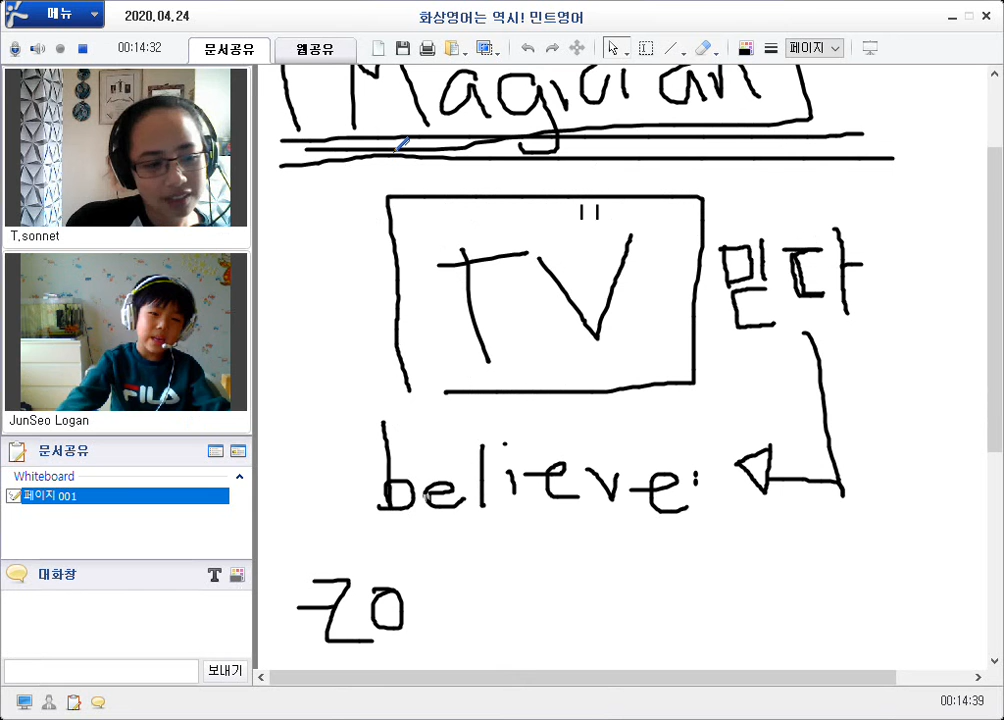 메뉴
2020.04.24
화상영어는 역시! 민트영어
00:14:32
문서공유
웹공유
페이지
T.sonnet
FILA
JunSeo Logan
문서공유
Whiteboard
페이지 001
대화창
T
보내기
Magician
TV
믿다
believe:
00:14:39